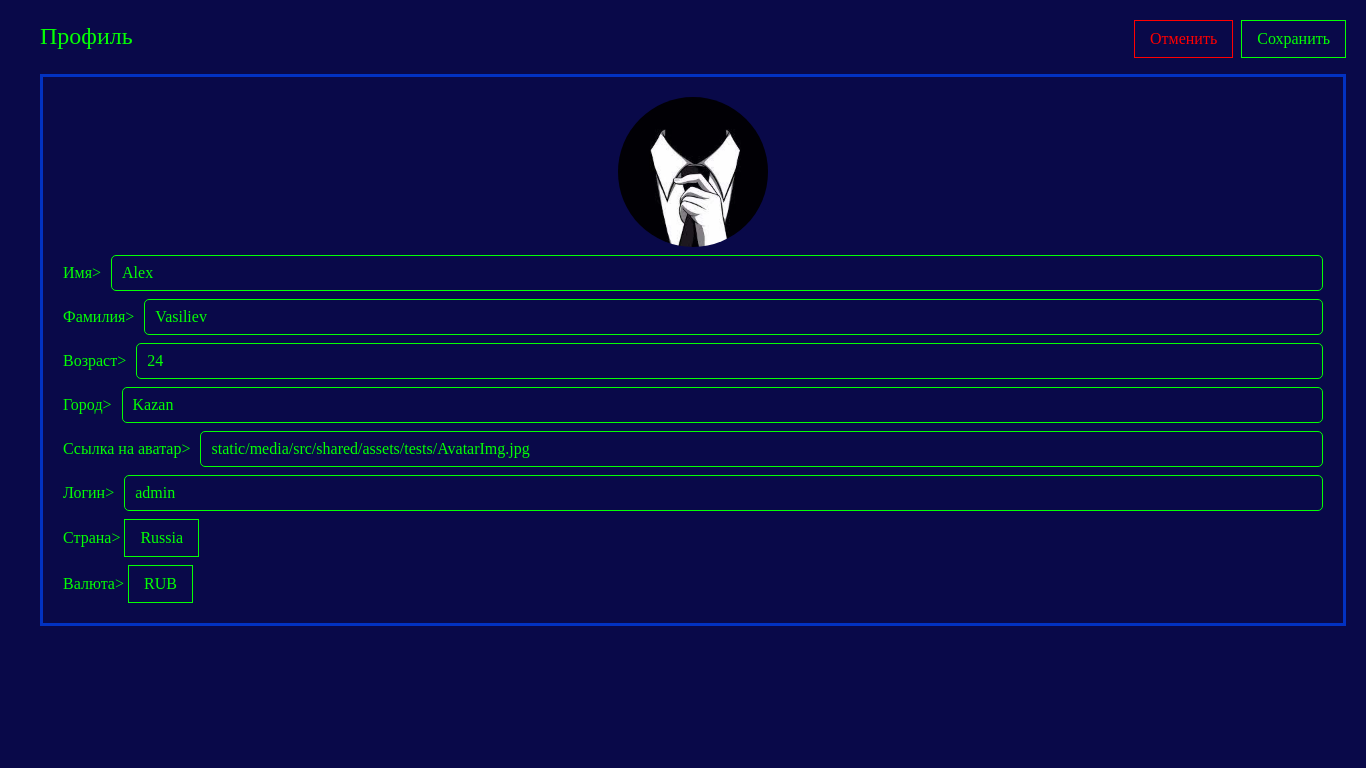 Профиль
Отменить Сохранить
Имя> Alex
Фамилия> Vasiliev
Возраст> 24
Город> Kazan
Ссылка на аватар> static/media/src/shared/assets/tests/AvatarImg.jpg
Логин> admin
Страна> Russia
Валюта> RUB